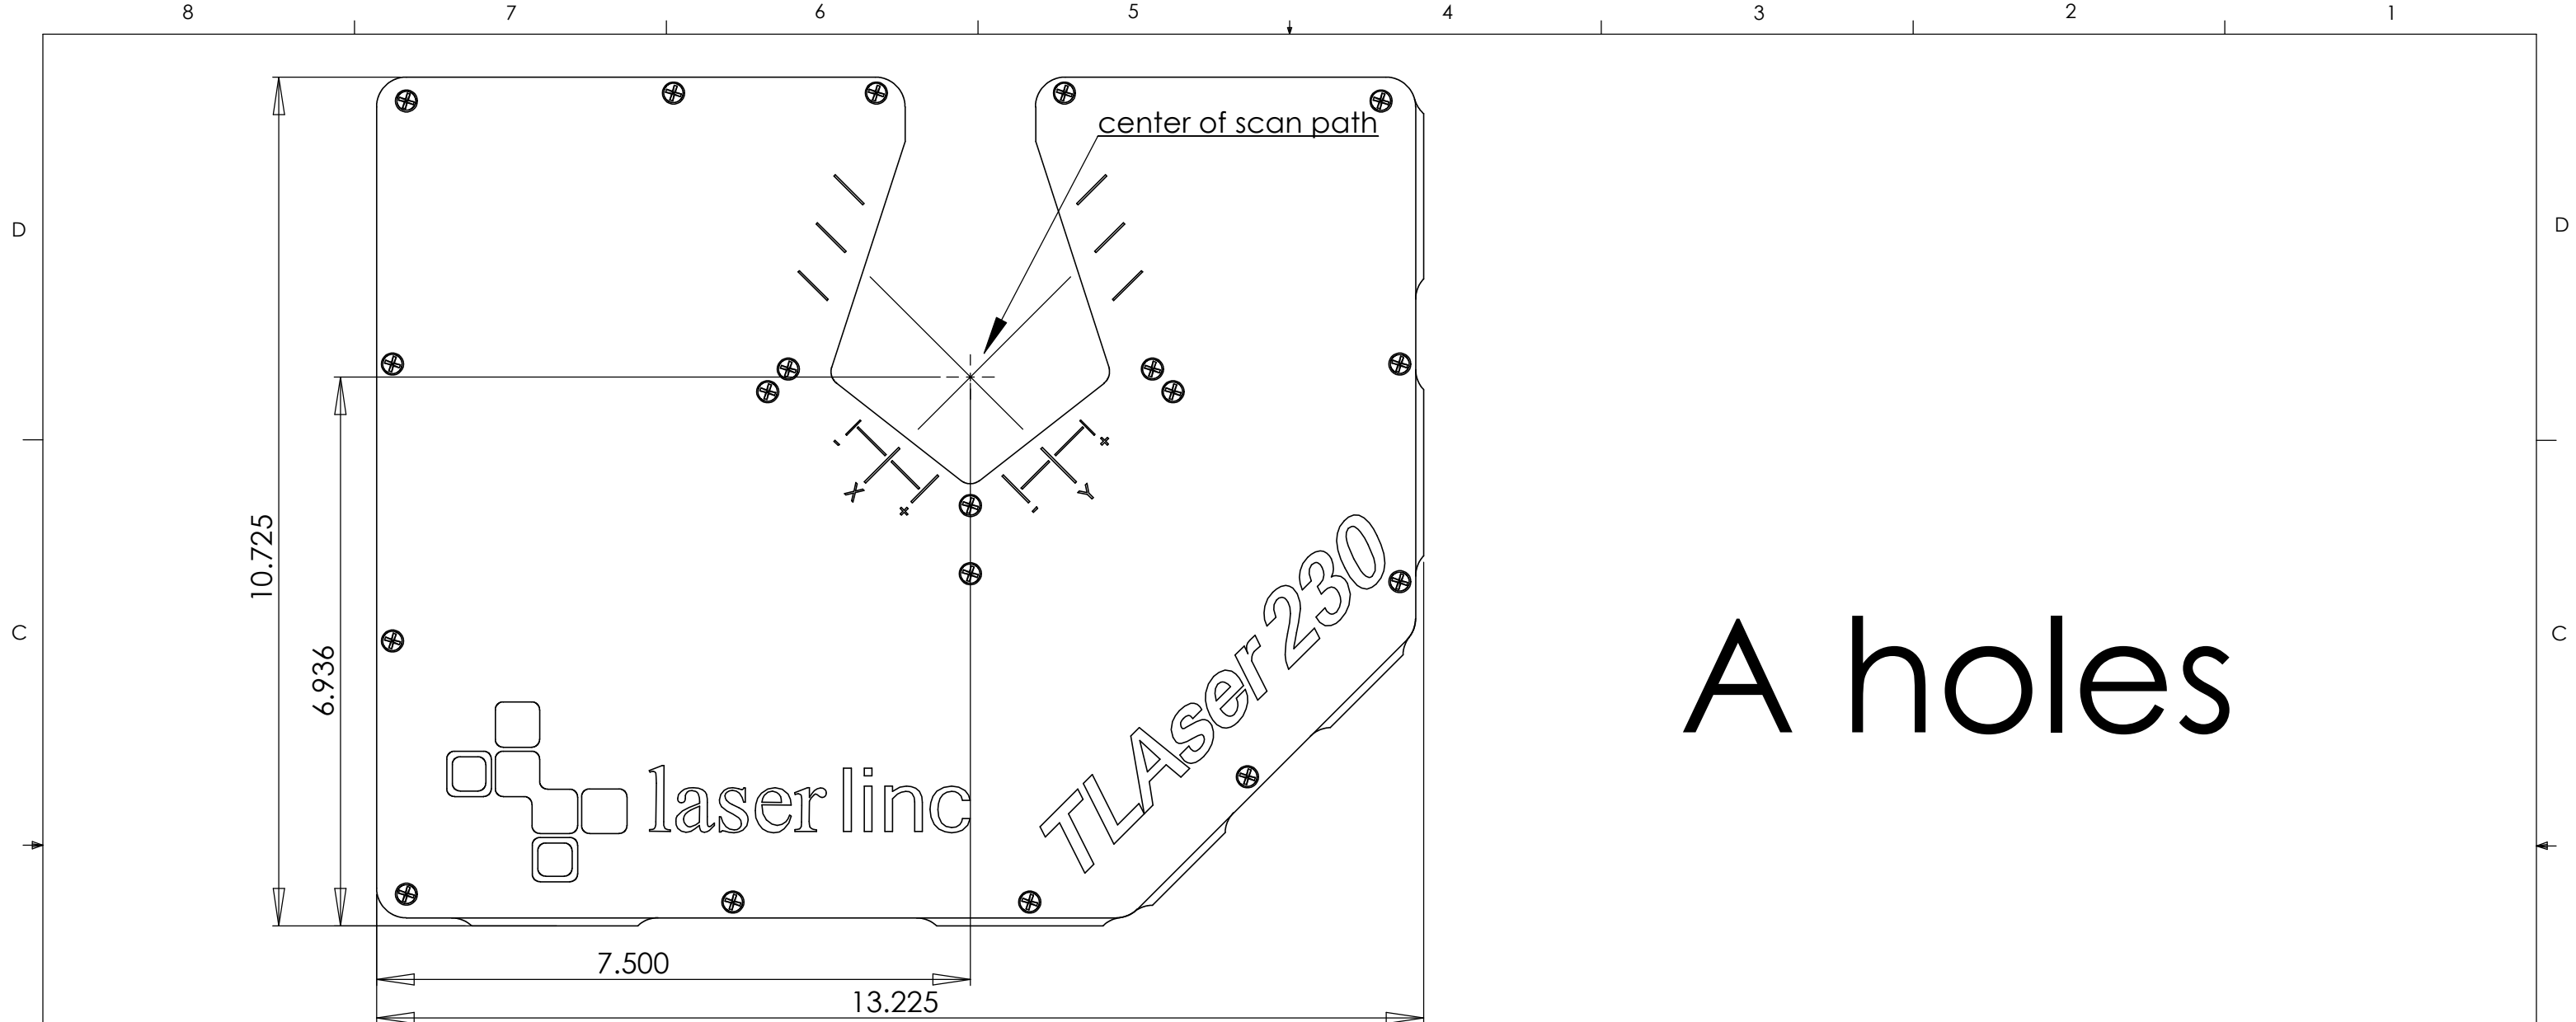 8 7 6 5 4 3 2 1
center of scan path
D D
- +
X Y
+ -
10.725
TLAser 230
C C
6.936
A holes
laser linc
7.500
13.225